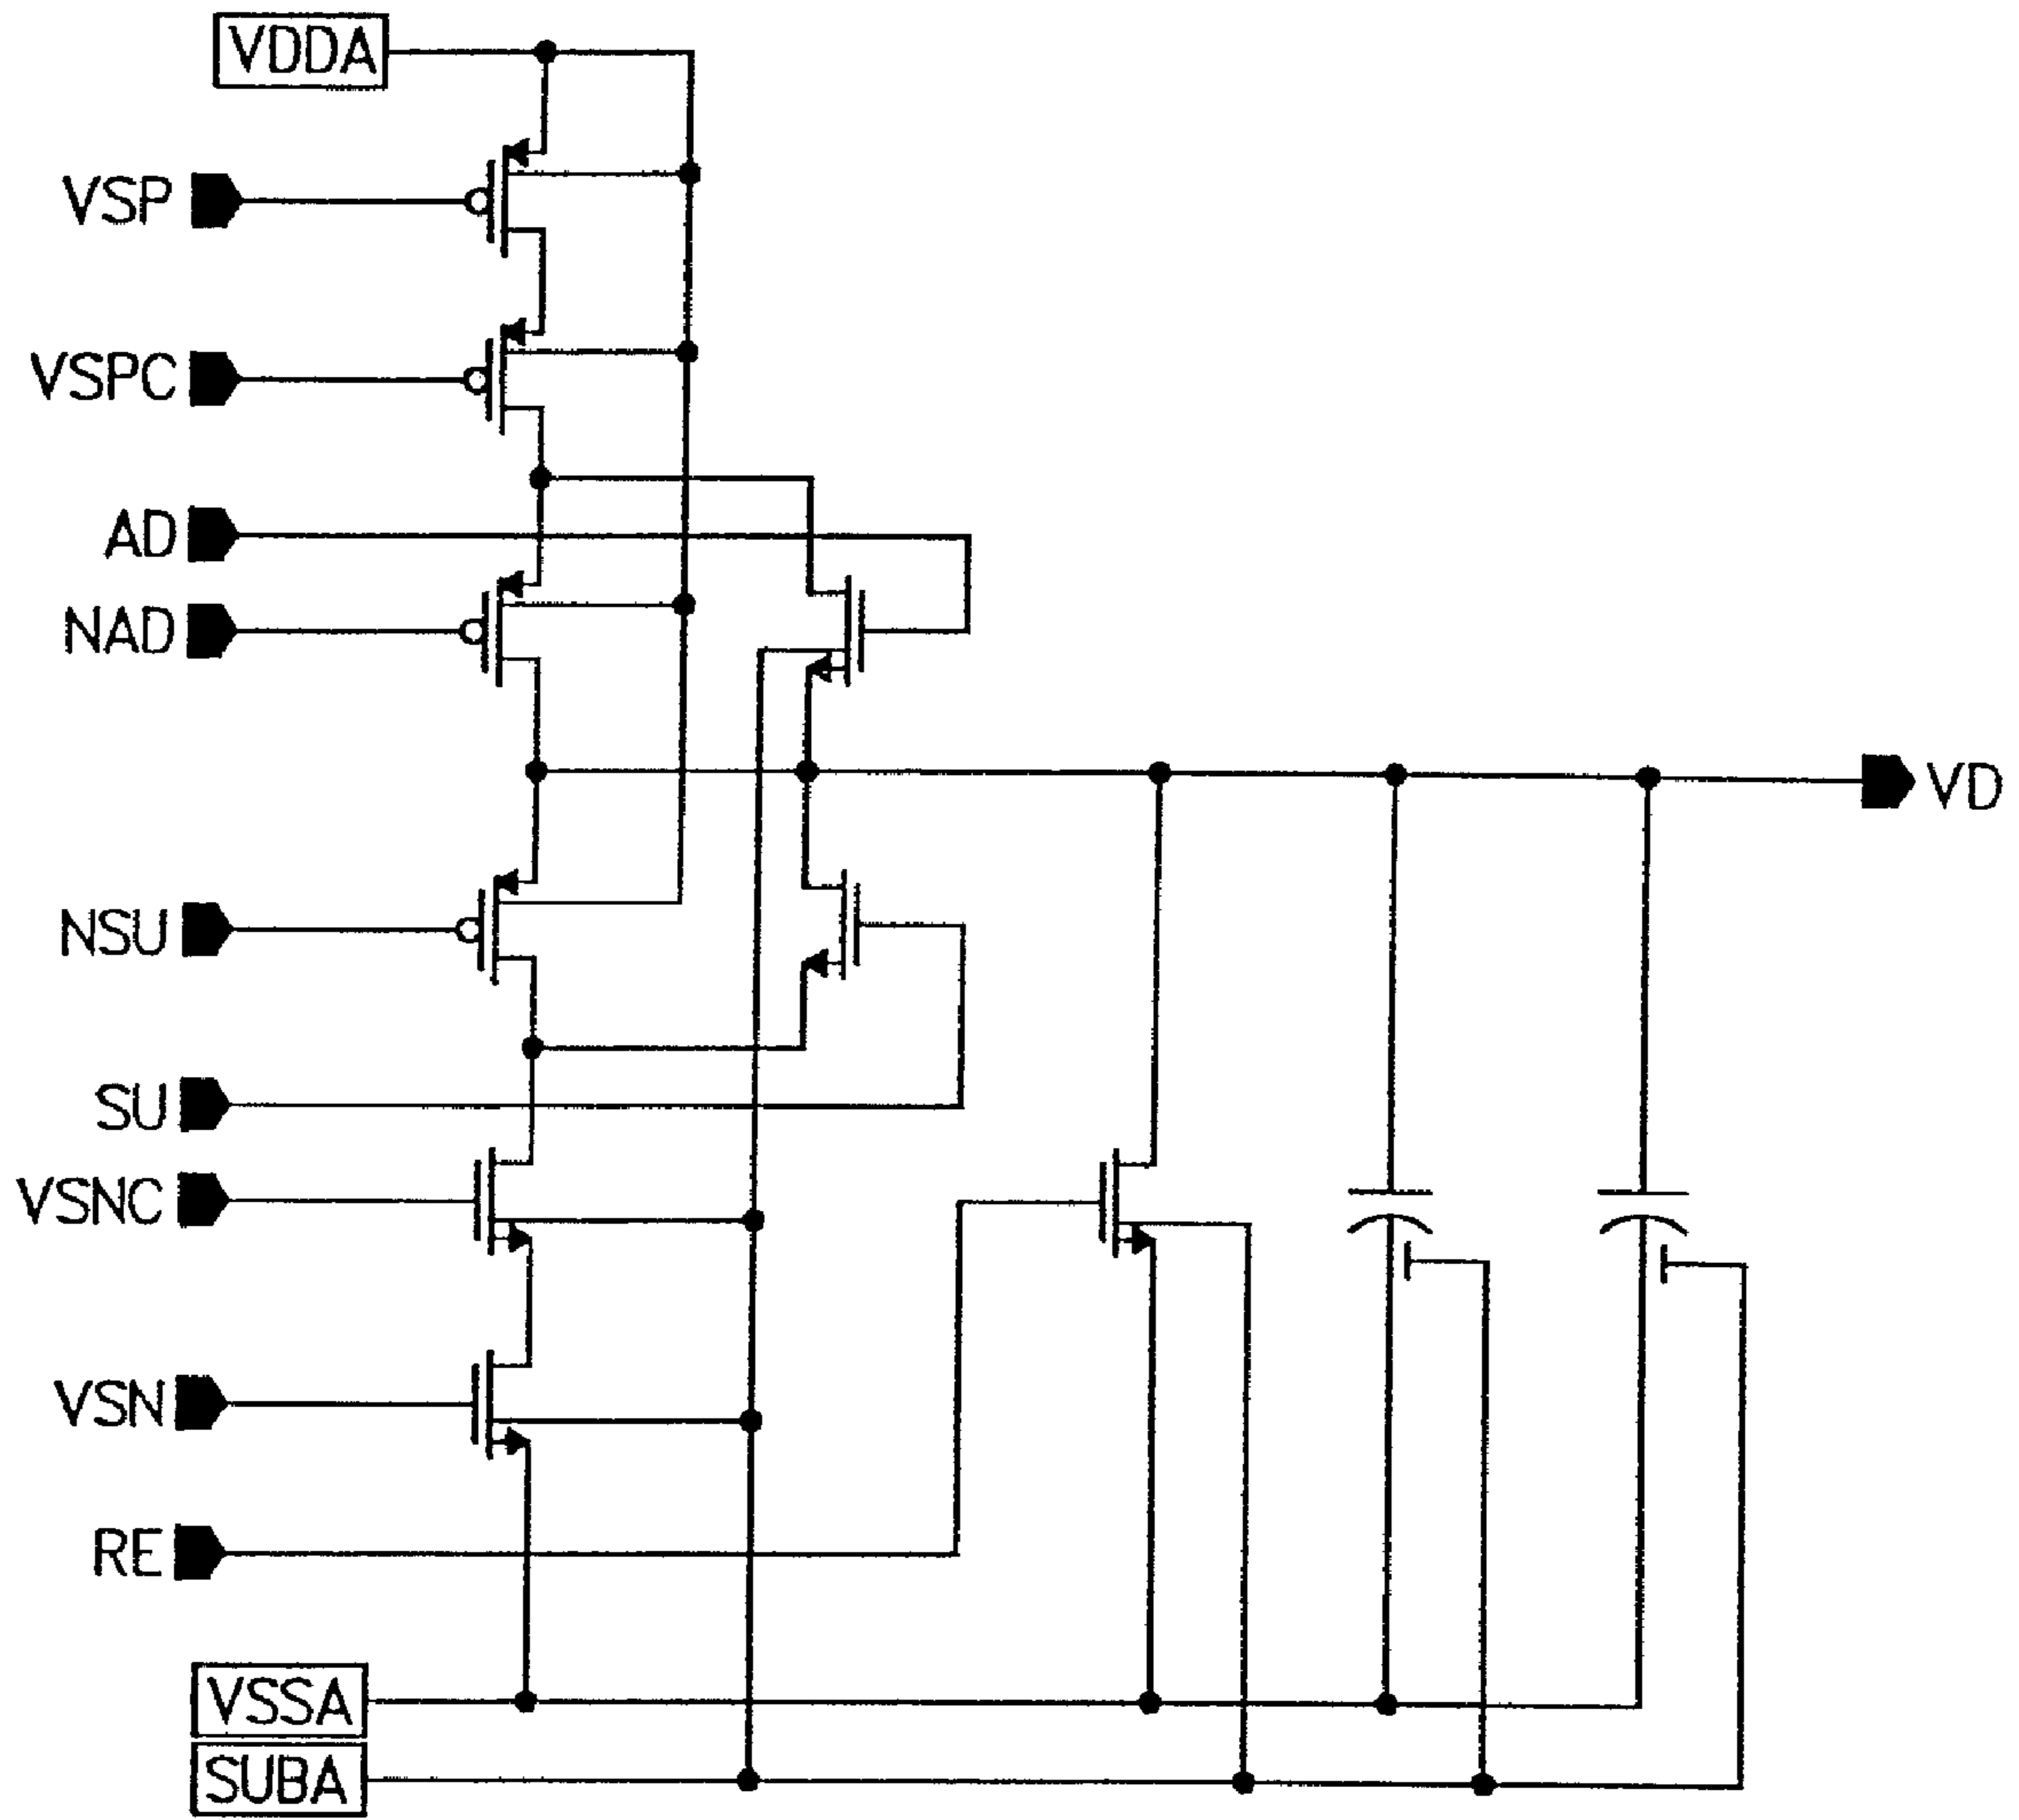 VDDA
VSP
VSPC
AD
NAD
VD
NSU
SU
VSNC
VSN
RE
VSSA
SUBA